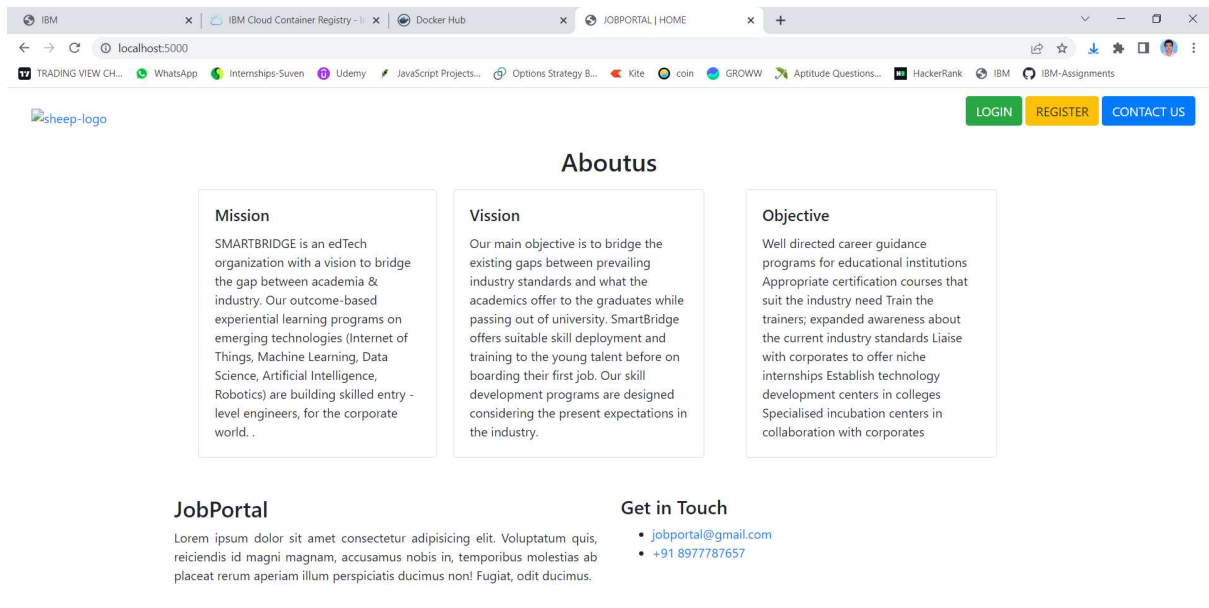 IBM
IBM Cloud Container Registry - I
Docker Hub
JOBPORTAL | HOME
localhost:5000
TRADING VIEW CH... WhatsApp Internships-Suven Udemy JavaScript Projects... Options Strategy B... Kite coin GROWW Aptitude Questions... HackerRank IBM IBM-Assignments
sheep-logo
LOGIN REGISTER CONTACT US
Aboutus
Mission
SMARTBRIDGE is an edTech
organization with a vision to bridge
the gap between academia &
industry. Our outcome-based
experiential learning programs on
emerging technologies (Internet of
Things, Machine Learning, Data
Science, Artificial Intelligence,
Robotics) are building skilled entry -
level engineers, for the corporate
world. .
Vission
Our main objective is to bridge the
existing gaps between prevailing
industry standards and what the
academics offer to the graduates while
passing out of university. SmartBridge
offers suitable skill deployment and
training to the young talent before on
boarding their first job. Our skill
development programs are designed
considering the present expectations in
the industry.
Objective
Well directed career guidance
programs for educational institutions
Appropriate certification courses that
suit the industry need Train the
trainers; expanded awareness about
the current industry standards Liaise
with corporates to offer niche
internships Establish technology
development centers in colleges
Specialised incubation centers in
collaboration with corporates
JobPortal
Lorem ipsum dolor sit amet consectetur adipisicing elit. Voluptatum quis,
reiciendis id magni magnam, accusamus nobis in, temporibus molestias ab
placeat rerum aperiam illum perspiciatis ducimus non! Fugiat, odit ducimus.
Get in Touch
jobportal@gmail.com
+91 8977787657